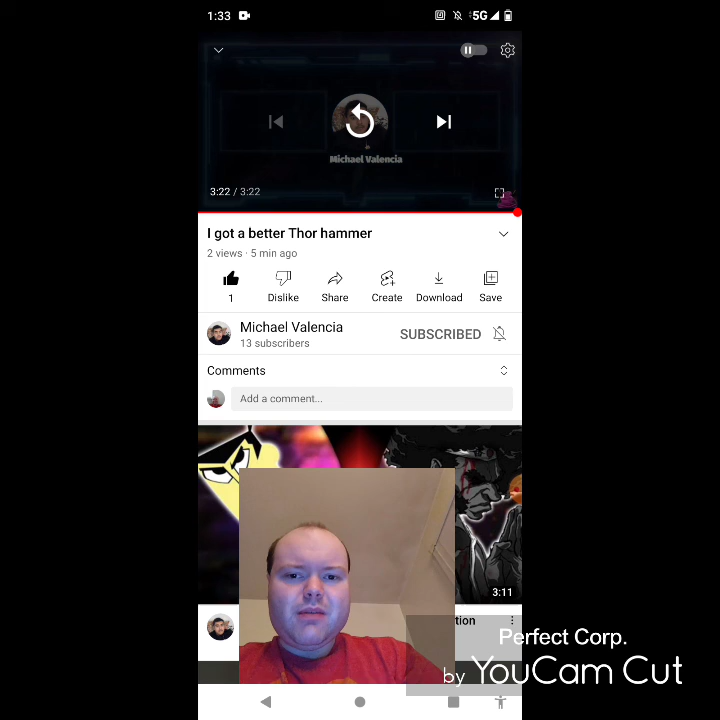 1:33
5G
Michael Valencia
3:22 / 3:22
I got a better Thor hammer
2 views · 5 min ago
1
Dislike
Share
Create
Download
Save
Michael Valencia
SUBSCRIBED
13 subscribers
Comments
Add a comment...
3:11
tion
Perfect Corp.
by YouCam Cut